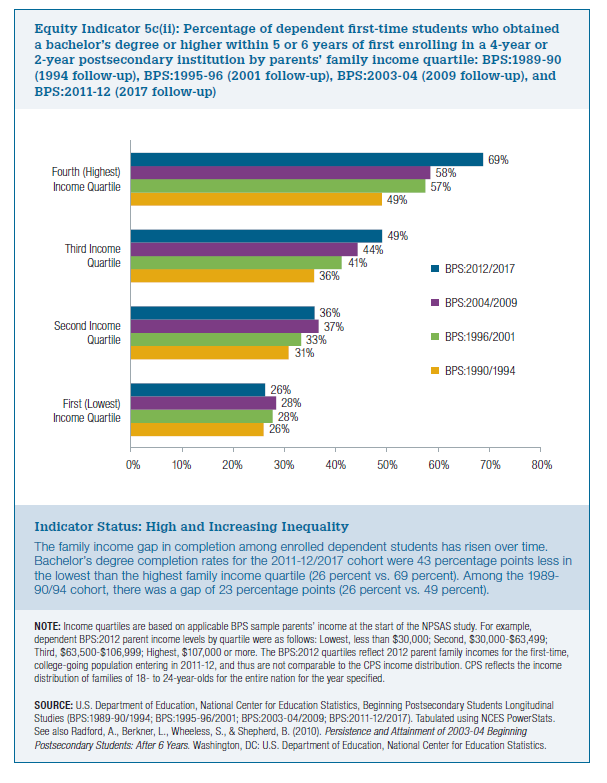 Equity Indicator 5c(ii): Percentage of dependent first-time students who obtained
a bachelor's degree or higher within 5 or 6 years of first enrolling in a 4-year or
2-year postsecondary institution by parents' family income quartile: BPS:1989-90
(1994 follow-up), BPS:1995-96 (2001 follow-up), BPS:2003-04 (2009 follow-up), and
BPS:2011-12 (2017 follow-up)
Fourth (Highest)
Income Quartile
69%
58%
57%
49%
Third Income
Quartile
49%
44%
41%
36%
Second Income
Quartile
36%
37%
33%
31%
First (Lowest)
Income Quartile
26%
28%
28%
26%
BPS:2012/2017
BPS:2004/2009
BPS:1996/2001
BPS:1990/1994
0% 10% 20% 30% 40% 50% 60% 70% 80%
Indicator Status: High and Increasing Inequality
The family income gap in completion among enrolled dependent students has risen over time.
Bachelor's degree completion rates for the 2011-12/2017 cohort were 43 percentage points less in
the lowest than the highest family income quartile (26 percent vs. 69 percent). Among the 1989-
90/94 cohort, there was a gap of 23 percentage points (26 percent vs. 49 percent).
NOTE: Income quartiles are based on applicable BPS sample parents' income at the start of the NPSAS study. For example,
dependent BPS:2012 parent income levels by quartile were as follows: Lowest, less than $30,000; Second, $30,000-$63,499;
Third, $63,500-$106,999; Highest, $107,000 or more. The BPS:2012 quartiles reflect 2012 parent family incomes for the first-time,
college-going population entering in 2011-12, and thus are not comparable to the CPS income distribution. CPS reflects the income
distribution of families of 18- to 24-year-olds for the entire nation for the year specified.
SOURCE: U.S. Department of Education, National Center for Education Statistics, Beginning Postsecondary Students Longitudinal
Studies (BPS:1989-90/1994; BPS:1995-96/2001; BPS:2003-04/2009; BPS:2011-12/2017). Tabulated using NCES PowerStats.
See also Radford, A., Berkner, L., Wheeless, S., & Shepherd, B. (2010). Persistence and Attainment of 2003-04 Beginning
Postsecondary Students: After 6 Years. Washington, DC: U.S. Department of Education, National Center for Education Statistics.